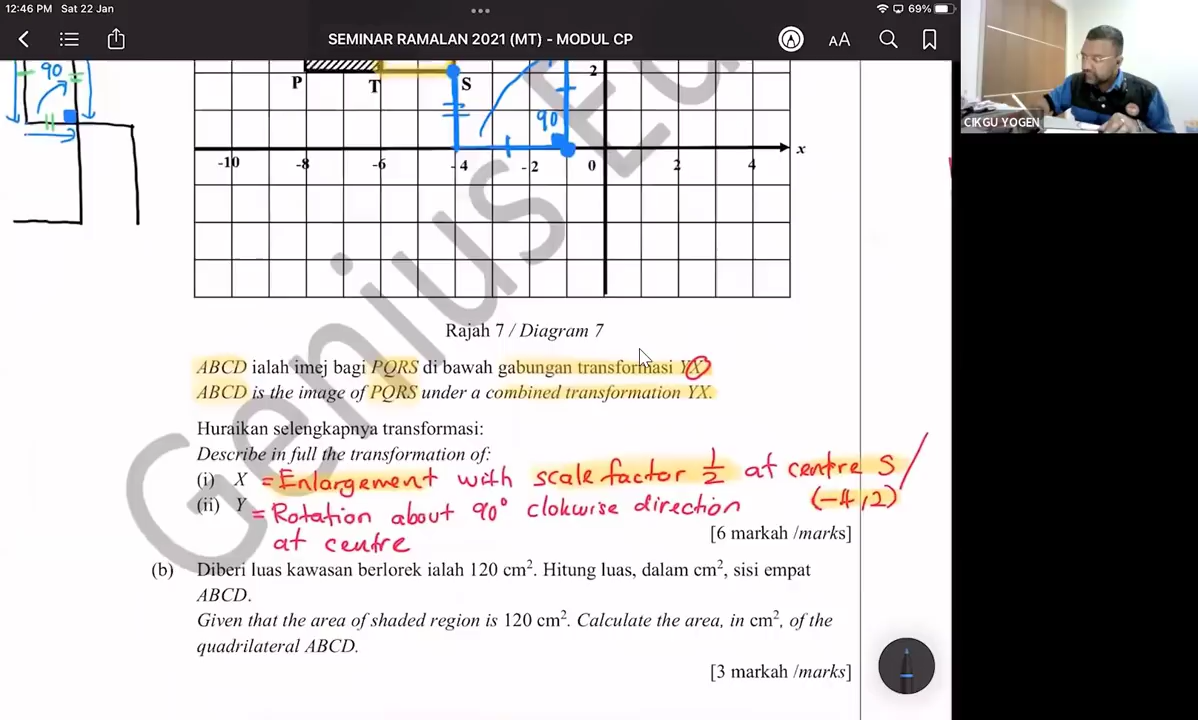 12:46 PM Sat 22 Jan
69%
SEMINAR RAMALAN 2021 (MT) - MODUL CP
AA
CIKGU YOGEN
90
P T S
2
90
-10 -8 -6 -4 -2 0 2 4 x
Genius E
Rajah 7 / Diagram 7
ABCD ialah imej bagi PQRS di bawah gabungan transformasi YX
ABCD is the image of PQRS under a combined transformation YX.
Huraikan selengkapnya transformasi:
Describe in full the transformation of:
(i) X = Enlargement with scale factor 1/2 at centre S /
(-4,2)
(ii) Y = Rotation about 90° clokwise direction
at centre
[6 markah /marks]
(b) Diberi luas kawasan berlorek ialah 120 cm². Hitung luas, dalam cm², sisi empat
ABCD.
Given that the area of shaded region is 120 cm². Calculate the area, in cm², of the
quadrilateral ABCD.
[3 markah /marks]